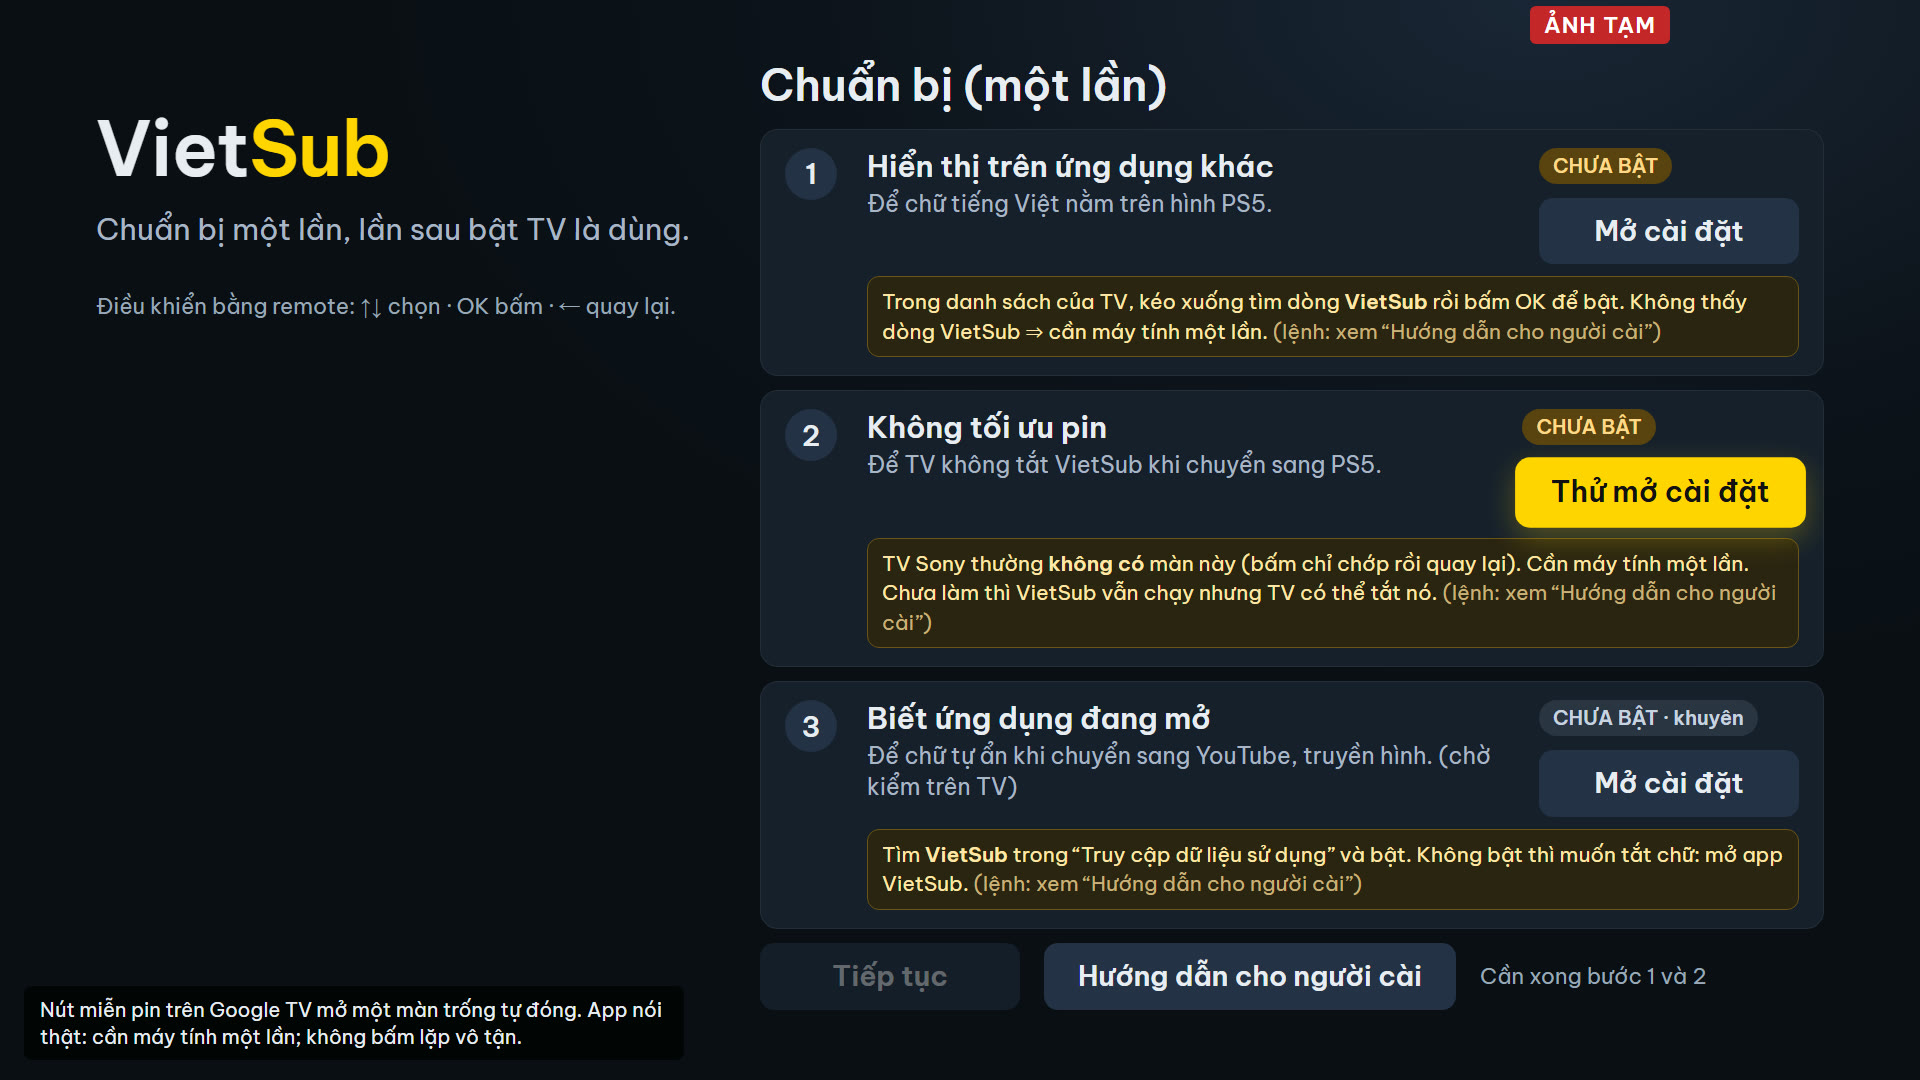 ẢNH TẠM
VietSub
Chuẩn bị một lần, lần sau bật TV là dùng.
Điều khiển bằng remote: ↑↓ chọn · OK bấm · ← quay lại.
Chuẩn bị (một lần)
1
Hiển thị trên ứng dụng khác
Để chữ tiếng Việt nằm trên hình PS5.
CHƯA BẬT
Mở cài đặt
Trong danh sách của TV, kéo xuống tìm dòng VietSub rồi bấm OK để bật. Không thấy
dòng VietSub ⇒ cần máy tính một lần. (lệnh: xem “Hướng dẫn cho người cài”)
2
Không tối ưu pin
Để TV không tắt VietSub khi chuyển sang PS5.
CHƯA BẬT
Thử mở cài đặt
TV Sony thường không có màn này (bấm chỉ chớp rồi quay lại). Cần máy tính một lần.
Chưa làm thì VietSub vẫn chạy nhưng TV có thể tắt nó. (lệnh: xem “Hướng dẫn cho người
cài”)
3
Biết ứng dụng đang mở
Để chữ tự ẩn khi chuyển sang YouTube, truyền hình. (chờ
kiểm trên TV)
CHƯA BẬT · khuyên
Mở cài đặt
Tìm VietSub trong “Truy cập dữ liệu sử dụng” và bật. Không bật thì muốn tắt chữ: mở app
VietSub. (lệnh: xem “Hướng dẫn cho người cài”)
Tiếp tục
Hướng dẫn cho người cài
Cần xong bước 1 và 2
Nút miễn pin trên Google TV mở một màn trống tự đóng. App nói
thật: cần máy tính một lần; không bấm lặp vô tận.